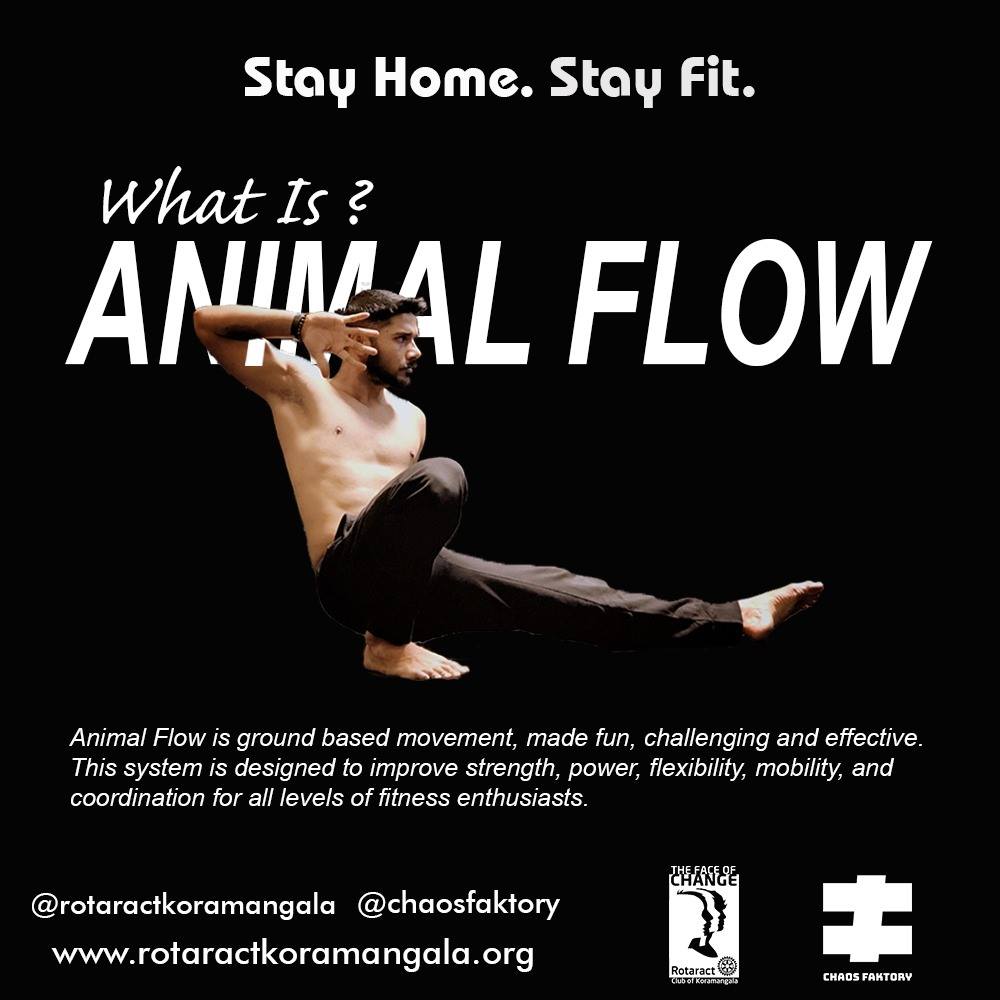 Stay Home. Stay Fit.
What Is ?
ANIMAL FLOW
Animal Flow is ground based movement, made fun, challenging and effective.
This system is designed to improve strength, power, flexibility, mobility, and
coordination for all levels of fitness enthusiasts.
@rotaractkoramangala @chaosfaktory
www.rotaractkoramangala.org
THE FACE OF
CHANGE
Rotaract
Club of Koramangala
CHAOS FAKTORY